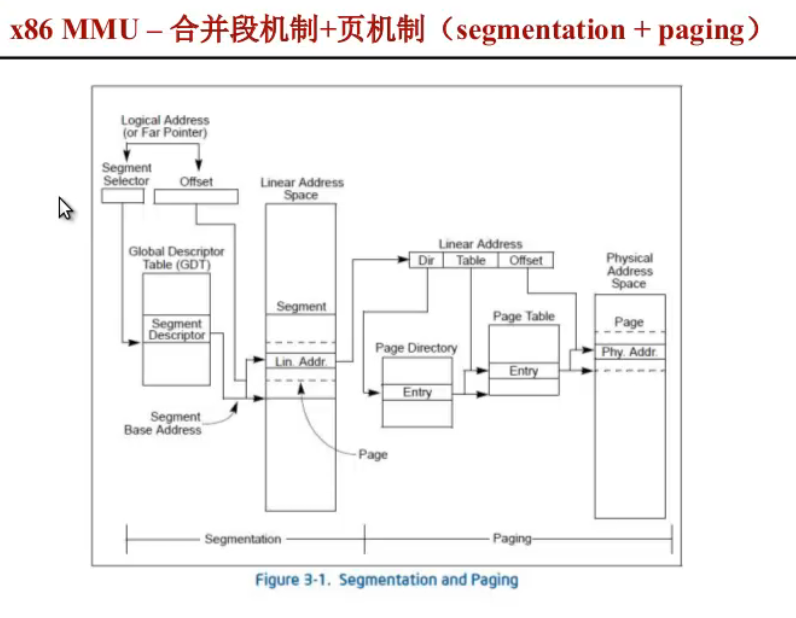 x86 MMU – 合并段机制+页机制（segmentation + paging）
Logical Address
(or Far Pointer)
Segment
Selector
Offset
Linear Address
Space
Global Descriptor
Table (GDT)
Segment
Descriptor
Segment
Base Address
Segment
Lin. Addr.
Page
Linear Address
Dir
Table
Offset
Page Directory
Entry
Page Table
Entry
Physical
Address
Space
Page
Phy. Addr.
Segmentation
Paging
Figure 3-1. Segmentation and Paging